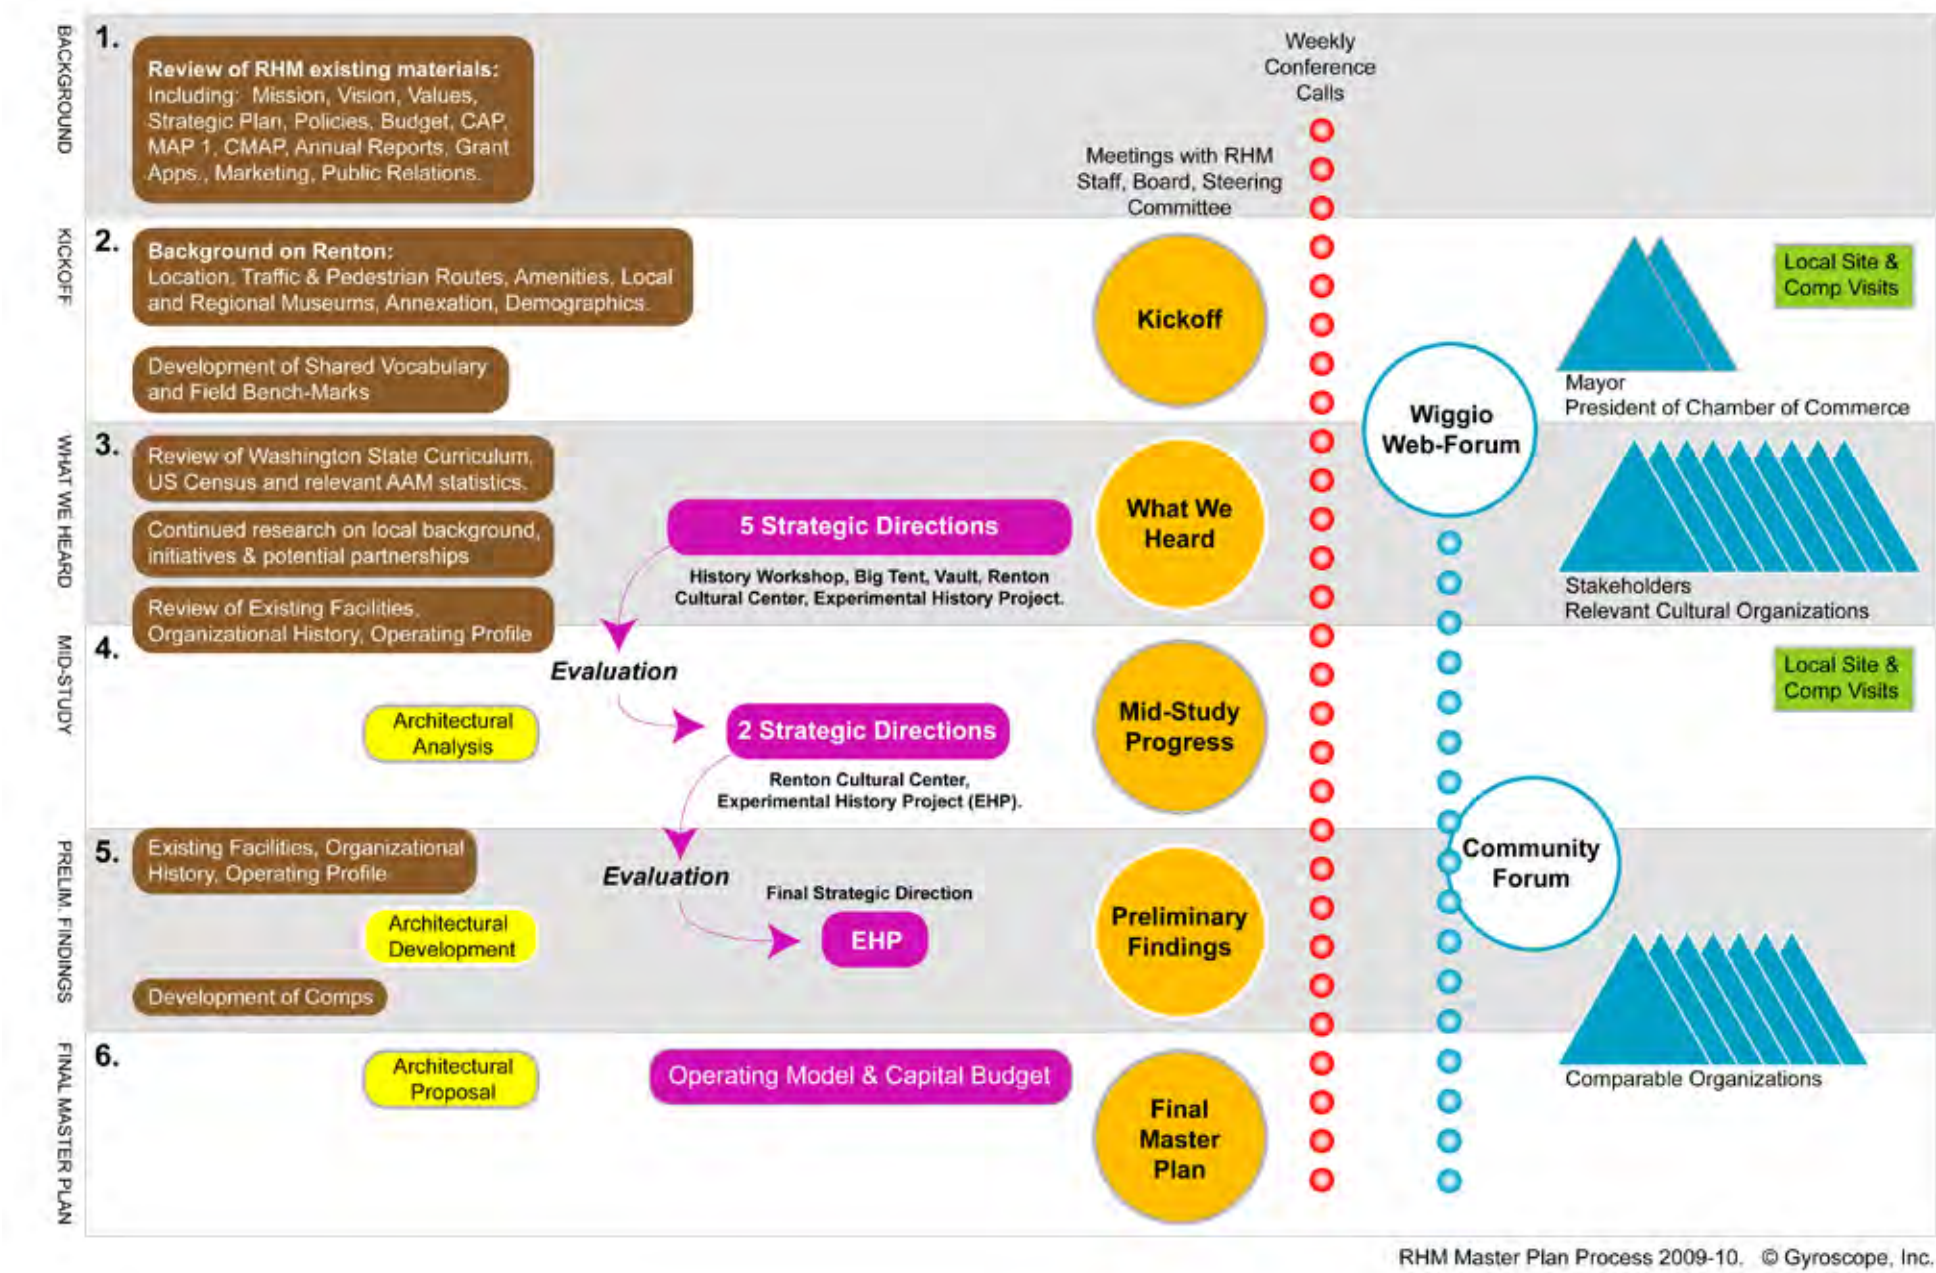 BACKGROUND
1.
Review of RHM existing materials:
Including: Mission, Vision, Values,
Strategic Plan, Policies, Budget, CAP,
MAP 1, CMAP, Annual Reports, Grant
Apps., Marketing, Public Relations.
Weekly
Conference
Calls
Meetings with RHM
Staff, Board, Steering
Committee
KICKOFF
2.
Background on Renton:
Location, Traffic & Pedestrian Routes, Amenities, Local
and Regional Museums, Annexation, Demographics.
Development of Shared Vocabulary
and Field Bench-Marks
Kickoff
Wiggio
Web-Forum
Mayor
President of Chamber of Commerce
Local Site &
Comp Visits
WHAT WE HEARD
3.
Review of Washington State Curriculum,
US Census and relevant AAM statistics.
Continued research on local background,
initiatives & potential partnerships
Review of Existing Facilities,
Organizational History, Operating Profile
5 Strategic Directions
History Workshop, Big Tent, Vault, Renton
Cultural Center, Experimental History Project.
What We
Heard
Stakeholders
Relevant Cultural Organizations
MID-STUDY
4.
Evaluation
Architectural
Analysis
2 Strategic Directions
Renton Cultural Center,
Experimental History Project (EHP).
Mid-Study
Progress
Local Site &
Comp Visits
PRELIM. FINDINGS
5.
Existing Facilities, Organizational
History, Operating Profile
Architectural
Development
Development of Comps
Evaluation
Final Strategic Direction
EHP
Preliminary
Findings
Community
Forum
Comparable Organizations
FINAL MASTER PLAN
6.
Architectural
Proposal
Operating Model & Capital Budget
Final
Master
Plan
RHM Master Plan Process 2009-10. © Gyroscope, Inc.